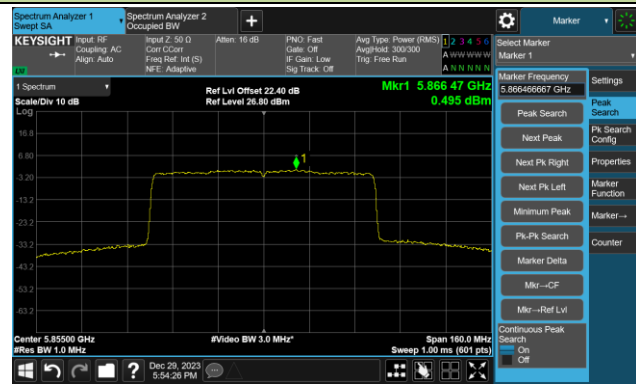 Spectrum Analyzer 1
Swept SA
Spectrum Analyzer 2
Occupied BW
Marker
KEYSIGHT
Input: RF
Coupling: AC
Align: Auto
Input Z: 50 Ω
Corr CCorr
Freq Ref: Int (S)
NFE: Adaptive
Atten: 16 dB
PNO: Fast
Gate: Off
IF Gain: Low
Sig Track: Off
Avg Type: Power (RMS)
Avg|Hold: 300/300
Trig: Free Run
1 2 3 4 5 6
A W W W W W
A N N N N N
Select Marker
Marker 1
1 Spectrum
Scale/Div 10 dB
Log
Ref Lvl Offset 22.40 dB
Ref Level 26.80 dBm
Mkr1 5.866 47 GHz
0.495 dBm
16.8
6.80
-3.20
-13.2
-23.2
-33.2
-43.2
-53.2
-63.2
1
Center 5.85500 GHz
#Res BW 1.0 MHz
#Video BW 3.0 MHz*
Span 160.0 MHz
Sweep 1.00 ms (601 pts)
Marker Frequency
5.866466667 GHz
Peak Search
Next Peak
Next Pk Right
Next Pk Left
Minimum Peak
Pk-Pk Search
Marker Delta
Mkr→CF
Mkr→Ref Lvl
Continuous Peak
Search
On
Off
Settings
Peak
Search
Pk Search
Config
Properties
Marker
Function
Marker→
Counter
Dec 29, 2023
5:54:26 PM